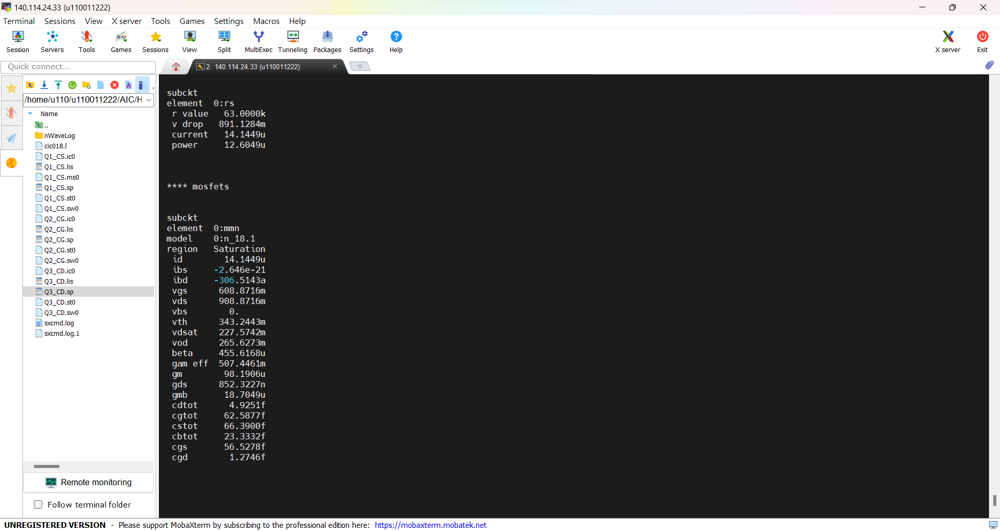 140.114.24.33 (u110011222)
Terminal Sessions View X server Tools Games Settings Macros Help
Session Servers Tools Games Sessions View Split MultiExec Tunneling Packages Settings Help X server Exit
Quick connect...
2. 140.114.24.33 (u110011222)
/home/u110/u110011222/AIC/H
Name
..
nWaveLog
cic018.l
Q1_CS.ic0
Q1_CS.lis
Q1_CS.ms0
Q1_CS.sp
Q1_CS.st0
Q1_CS.sw0
Q2_CG.ic0
Q2_CG.lis
Q2_CG.sp
Q2_CG.st0
Q2_CG.sw0
Q3_CD.ic0
Q3_CD.lis
Q3_CD.sp
Q3_CD.st0
Q3_CD.sw0
sxcmd.log
sxcmd.log.1
Remote monitoring
Follow terminal folder
subckt
element 0:rs
r value 63.0000k
v drop 891.1284m
current 14.1449u
power 12.6049u
**** mosfets
subckt
element 0:mmn
model 0:n_18.1
region Saturation
id 14.1449u
ibs -2.646e-21
ibd -306.5143a
vgs 608.8716m
vds 908.8716m
vbs 0.
vth 343.2443m
vdsat 227.5742m
vod 265.6273m
beta 455.6168u
gam eff 507.4461m
gm 98.1906u
gds 852.3227n
gmb 18.7049u
cdtot 4.9251f
cgtot 62.5877f
cstot 66.3900f
cbtot 23.3332f
cgs 56.5278f
cgd 1.2746f
UNREGISTERED VERSION - Please support MobaXterm by subscribing to the professional edition here: https://mobaxterm.mobatek.net